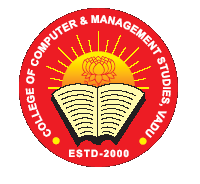 COLLEGE OF COMPUTER & MANAGEMENT STUDIES, VADU
ESTD-2000